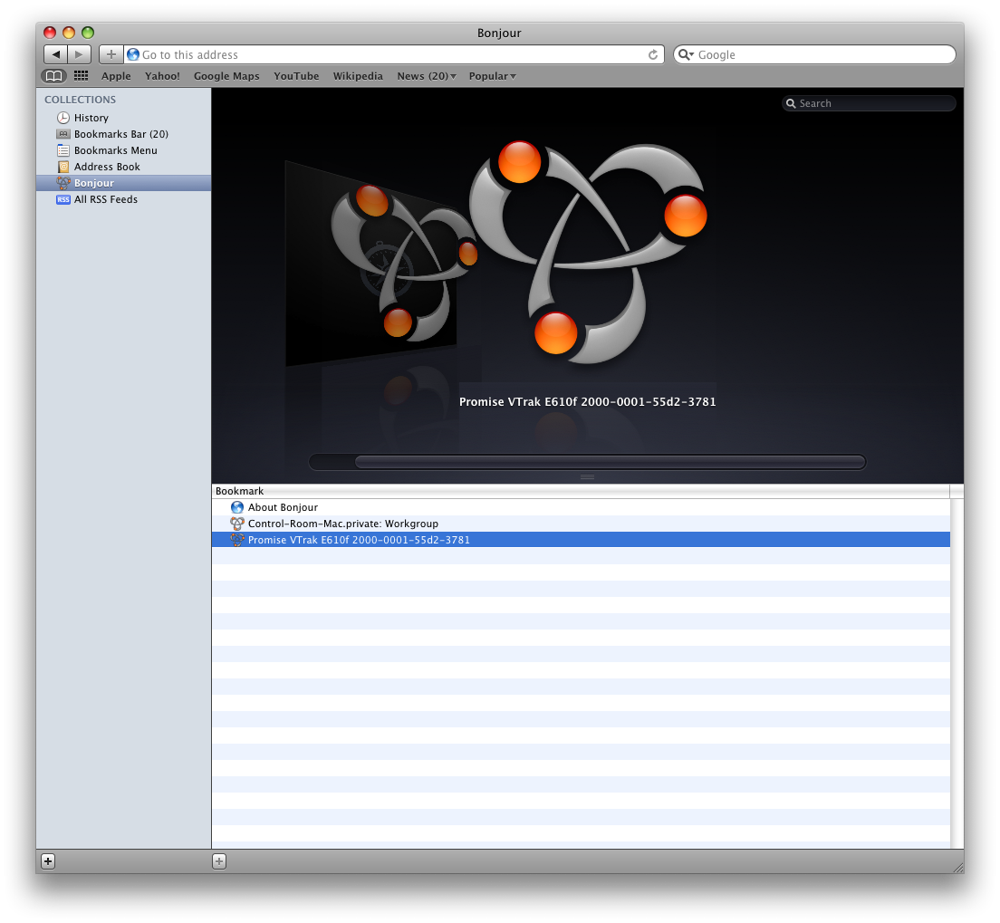 Bonjour
Go to this address
Google
Apple Yahoo! Google Maps YouTube Wikipedia News (20) Popular
COLLECTIONS
History
Bookmarks Bar (20)
Bookmarks Menu
Address Book
Bonjour
RSS All RSS Feeds
Search
Promise VTrak E610f 2000-0001-55d2-3781
Bookmark
About Bonjour
Control-Room-Mac.private: Workgroup
Promise VTrak E610f 2000-0001-55d2-3781